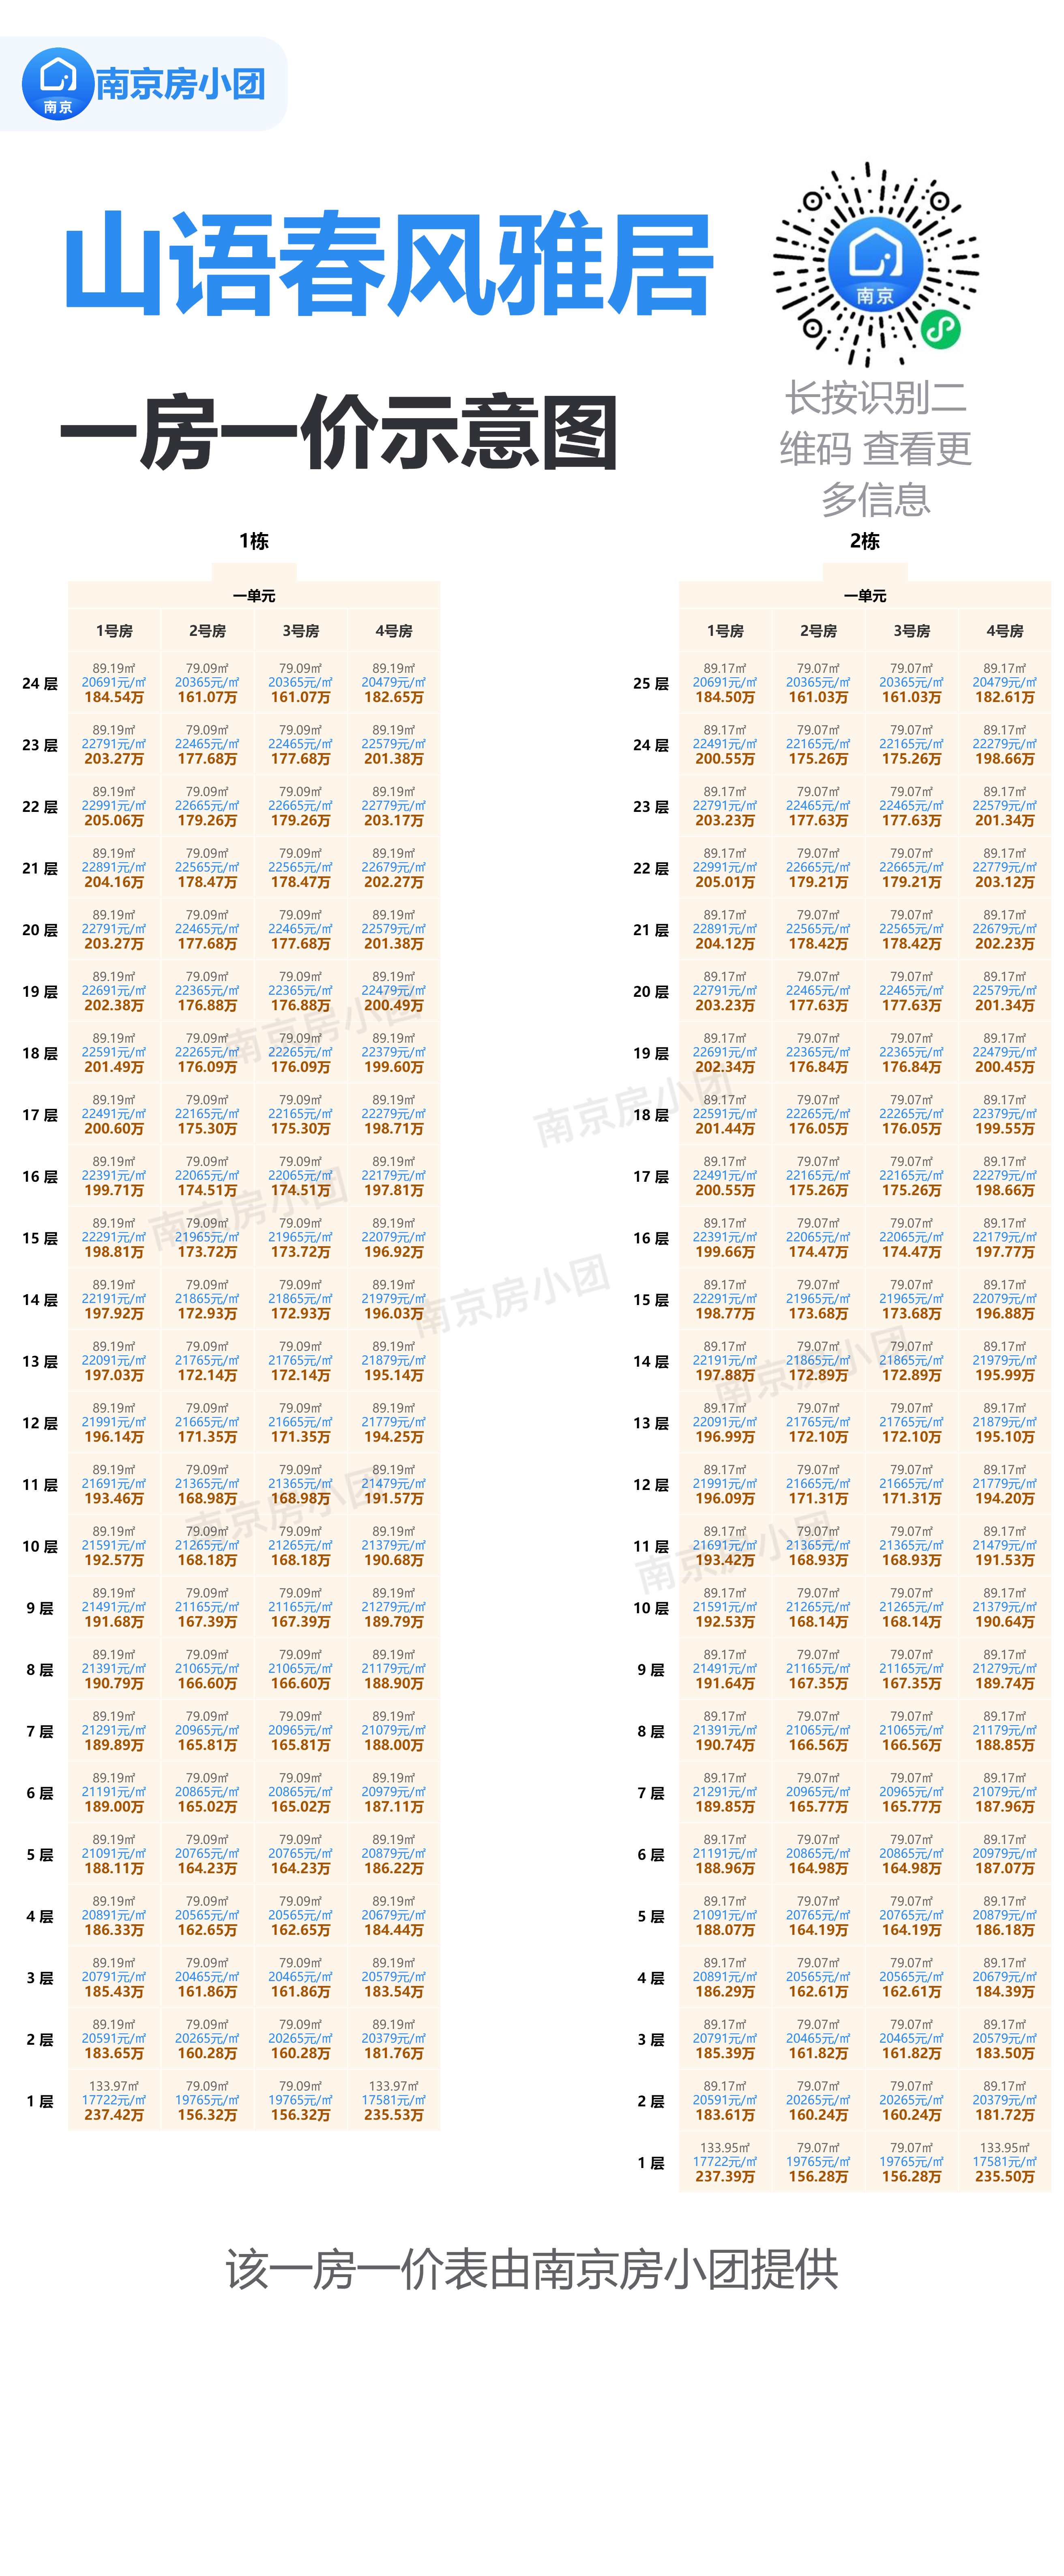 南京房小团
南京
山语春风雅居
南京
一房一价示意图
长按识别二
维码 查看更
多信息
1栋
一单元
1号房 2号房 3号房 4号房
24 层
89.19㎡ 79.09㎡ 79.09㎡ 89.19㎡
20691元/㎡ 20365元/㎡ 20365元/㎡ 20479元/㎡
184.54万 161.07万 161.07万 182.65万
23 层
89.19㎡ 79.09㎡ 79.09㎡ 89.19㎡
22791元/㎡ 22465元/㎡ 22465元/㎡ 22579元/㎡
203.27万 177.68万 177.68万 201.38万
22 层
89.19㎡ 79.09㎡ 79.09㎡ 89.19㎡
22991元/㎡ 22665元/㎡ 22665元/㎡ 22779元/㎡
205.06万 179.26万 179.26万 203.17万
21 层
89.19㎡ 79.09㎡ 79.09㎡ 89.19㎡
22891元/㎡ 22565元/㎡ 22565元/㎡ 22679元/㎡
204.16万 178.47万 178.47万 202.27万
20 层
89.19㎡ 79.09㎡ 79.09㎡ 89.19㎡
22791元/㎡ 22465元/㎡ 22465元/㎡ 22579元/㎡
203.27万 177.68万 177.68万 201.38万
19 层
89.19㎡ 79.09㎡ 79.09㎡ 89.19㎡
22691元/㎡ 22365元/㎡ 22365元/㎡ 22479元/㎡
202.38万 176.88万 176.88万 200.49万
18 层
89.19㎡ 79.09㎡ 79.09㎡ 89.19㎡
22591元/㎡ 22265元/㎡ 22265元/㎡ 22379元/㎡
201.49万 176.09万 176.09万 199.60万
17 层
89.19㎡ 79.09㎡ 79.09㎡ 89.19㎡
22491元/㎡ 22165元/㎡ 22165元/㎡ 22279元/㎡
200.60万 175.30万 175.30万 198.71万
16 层
89.19㎡ 79.09㎡ 79.09㎡ 89.19㎡
22391元/㎡ 22065元/㎡ 22065元/㎡ 22179元/㎡
199.71万 174.51万 174.51万 197.81万
15 层
89.19㎡ 79.09㎡ 79.09㎡ 89.19㎡
22291元/㎡ 21965元/㎡ 21965元/㎡ 22079元/㎡
198.81万 173.72万 173.72万 196.92万
14 层
89.19㎡ 79.09㎡ 79.09㎡ 89.19㎡
22191元/㎡ 21865元/㎡ 21865元/㎡ 21979元/㎡
197.92万 172.93万 172.93万 196.03万
13 层
89.19㎡ 79.09㎡ 79.09㎡ 89.19㎡
22091元/㎡ 21765元/㎡ 21765元/㎡ 21879元/㎡
197.03万 172.14万 172.14万 195.14万
12 层
89.19㎡ 79.09㎡ 79.09㎡ 89.19㎡
21991元/㎡ 21665元/㎡ 21665元/㎡ 21779元/㎡
196.14万 171.35万 171.35万 194.25万
11 层
89.19㎡ 79.09㎡ 79.09㎡ 89.19㎡
21691元/㎡ 21365元/㎡ 21365元/㎡ 21479元/㎡
193.46万 168.98万 168.98万 191.57万
10 层
89.19㎡ 79.09㎡ 79.09㎡ 89.19㎡
21591元/㎡ 21265元/㎡ 21265元/㎡ 21379元/㎡
192.57万 168.18万 168.18万 190.68万
9 层
89.19㎡ 79.09㎡ 79.09㎡ 89.19㎡
21491元/㎡ 21165元/㎡ 21165元/㎡ 21279元/㎡
191.68万 167.39万 167.39万 189.79万
8 层
89.19㎡ 79.09㎡ 79.09㎡ 89.19㎡
21391元/㎡ 21065元/㎡ 21065元/㎡ 21179元/㎡
190.79万 166.60万 166.60万 188.90万
7 层
89.19㎡ 79.09㎡ 79.09㎡ 89.19㎡
21291元/㎡ 20965元/㎡ 20965元/㎡ 21079元/㎡
189.89万 165.81万 165.81万 188.00万
6 层
89.19㎡ 79.09㎡ 79.09㎡ 89.19㎡
21191元/㎡ 20865元/㎡ 20865元/㎡ 20979元/㎡
189.00万 165.02万 165.02万 187.11万
5 层
89.19㎡ 79.09㎡ 79.09㎡ 89.19㎡
21091元/㎡ 20765元/㎡ 20765元/㎡ 20879元/㎡
188.11万 164.23万 164.23万 186.22万
4 层
89.19㎡ 79.09㎡ 79.09㎡ 89.19㎡
20891元/㎡ 20565元/㎡ 20565元/㎡ 20679元/㎡
186.33万 162.65万 162.65万 184.44万
3 层
89.19㎡ 79.09㎡ 79.09㎡ 89.19㎡
20791元/㎡ 20465元/㎡ 20465元/㎡ 20579元/㎡
185.43万 161.86万 161.86万 183.54万
2 层
89.19㎡ 79.09㎡ 79.09㎡ 89.19㎡
20591元/㎡ 20265元/㎡ 20265元/㎡ 20379元/㎡
183.65万 160.28万 160.28万 181.76万
1 层
133.97㎡ 79.09㎡ 79.09㎡ 133.97㎡
17722元/㎡ 19765元/㎡ 19765元/㎡ 17581元/㎡
237.42万 156.32万 156.32万 235.53万
2栋
一单元
1号房 2号房 3号房 4号房
25 层
89.17㎡ 79.07㎡ 79.07㎡ 89.17㎡
20691元/㎡ 20365元/㎡ 20365元/㎡ 20479元/㎡
184.50万 161.03万 161.03万 182.61万
24 层
89.17㎡ 79.07㎡ 79.07㎡ 89.17㎡
22491元/㎡ 22165元/㎡ 22165元/㎡ 22279元/㎡
200.55万 175.26万 175.26万 198.66万
23 层
89.17㎡ 79.07㎡ 79.07㎡ 89.17㎡
22791元/㎡ 22465元/㎡ 22465元/㎡ 22579元/㎡
203.23万 177.63万 177.63万 201.34万
22 层
89.17㎡ 79.07㎡ 79.07㎡ 89.17㎡
22991元/㎡ 22665元/㎡ 22665元/㎡ 22779元/㎡
205.01万 179.21万 179.21万 203.12万
21 层
89.17㎡ 79.07㎡ 79.07㎡ 89.17㎡
22891元/㎡ 22565元/㎡ 22565元/㎡ 22679元/㎡
204.12万 178.42万 178.42万 202.23万
20 层
89.17㎡ 79.07㎡ 79.07㎡ 89.17㎡
22791元/㎡ 22465元/㎡ 22465元/㎡ 22579元/㎡
203.23万 177.63万 177.63万 201.34万
19 层
89.17㎡ 79.07㎡ 79.07㎡ 89.17㎡
22691元/㎡ 22365元/㎡ 22365元/㎡ 22479元/㎡
202.34万 176.84万 176.84万 200.45万
18 层
89.17㎡ 79.07㎡ 79.07㎡ 89.17㎡
22591元/㎡ 22265元/㎡ 22265元/㎡ 22379元/㎡
201.44万 176.05万 176.05万 199.55万
17 层
89.17㎡ 79.07㎡ 79.07㎡ 89.17㎡
22491元/㎡ 22165元/㎡ 22165元/㎡ 22279元/㎡
200.55万 175.26万 175.26万 198.66万
16 层
89.17㎡ 79.07㎡ 79.07㎡ 89.17㎡
22391元/㎡ 22065元/㎡ 22065元/㎡ 22179元/㎡
199.66万 174.47万 174.47万 197.77万
15 层
89.17㎡ 79.07㎡ 79.07㎡ 89.17㎡
22291元/㎡ 21965元/㎡ 21965元/㎡ 22079元/㎡
198.77万 173.68万 173.68万 196.88万
14 层
89.17㎡ 79.07㎡ 79.07㎡ 89.17㎡
22191元/㎡ 21865元/㎡ 21865元/㎡ 21979元/㎡
197.88万 172.89万 172.89万 195.99万
13 层
89.17㎡ 79.07㎡ 79.07㎡ 89.17㎡
22091元/㎡ 21765元/㎡ 21765元/㎡ 21879元/㎡
196.99万 172.10万 172.10万 195.10万
12 层
89.17㎡ 79.07㎡ 79.07㎡ 89.17㎡
21991元/㎡ 21665元/㎡ 21665元/㎡ 21779元/㎡
196.09万 171.31万 171.31万 194.20万
11 层
89.17㎡ 79.07㎡ 79.07㎡ 89.17㎡
21691元/㎡ 21365元/㎡ 21365元/㎡ 21479元/㎡
193.42万 168.93万 168.93万 191.53万
10 层
89.17㎡ 79.07㎡ 79.07㎡ 89.17㎡
21591元/㎡ 21265元/㎡ 21265元/㎡ 21379元/㎡
192.53万 168.14万 168.14万 190.64万
9 层
89.17㎡ 79.07㎡ 79.07㎡ 89.17㎡
21491元/㎡ 21165元/㎡ 21165元/㎡ 21279元/㎡
191.64万 167.35万 167.35万 189.74万
8 层
89.17㎡ 79.07㎡ 79.07㎡ 89.17㎡
21391元/㎡ 21065元/㎡ 21065元/㎡ 21179元/㎡
190.74万 166.56万 166.56万 188.85万
7 层
89.17㎡ 79.07㎡ 79.07㎡ 89.17㎡
21291元/㎡ 20965元/㎡ 20965元/㎡ 21079元/㎡
189.85万 165.77万 165.77万 187.96万
6 层
89.17㎡ 79.07㎡ 79.07㎡ 89.17㎡
21191元/㎡ 20865元/㎡ 20865元/㎡ 20979元/㎡
188.96万 164.98万 164.98万 187.07万
5 层
89.17㎡ 79.07㎡ 79.07㎡ 89.17㎡
21091元/㎡ 20765元/㎡ 20765元/㎡ 20879元/㎡
188.07万 164.19万 164.19万 186.18万
4 层
89.17㎡ 79.07㎡ 79.07㎡ 89.17㎡
20891元/㎡ 20565元/㎡ 20565元/㎡ 20679元/㎡
186.29万 162.61万 162.61万 184.39万
3 层
89.17㎡ 79.07㎡ 79.07㎡ 89.17㎡
20791元/㎡ 20465元/㎡ 20465元/㎡ 20579元/㎡
185.39万 161.82万 161.82万 183.50万
2 层
89.17㎡ 79.07㎡ 79.07㎡ 89.17㎡
20591元/㎡ 20265元/㎡ 20265元/㎡ 20379元/㎡
183.61万 160.24万 160.24万 181.72万
1 层
133.95㎡ 79.07㎡ 79.07㎡ 133.95㎡
17722元/㎡ 19765元/㎡ 19765元/㎡ 17581元/㎡
237.39万 156.28万 156.28万 235.50万
南京房小团
南京房小团
南京房小团
南京房小团
南京房小团
南京房小团
南京房小团
该一房一价表由南京房小团提供